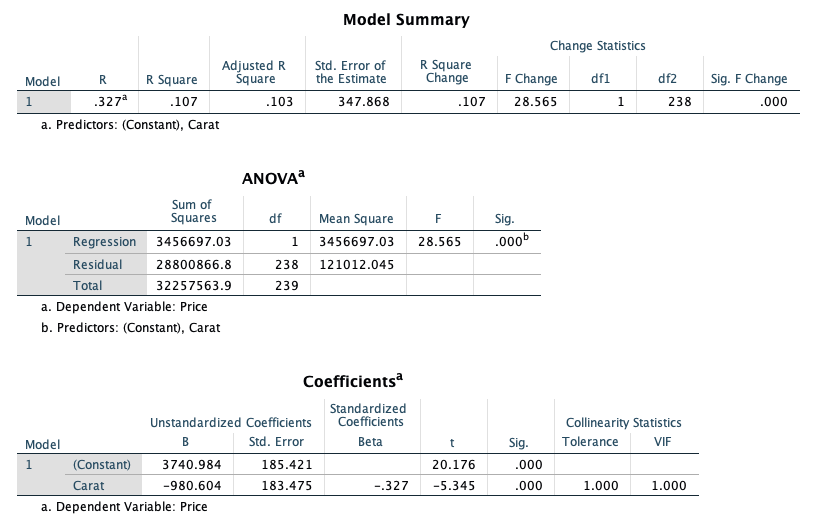 Model Summary
Change Statistics
Model R R Square Adjusted R Square Std. Error of the Estimate R Square Change F Change df1 df2 Sig. F Change
1 .327a .107 .103 347.868 .107 28.565 1 238 .000
a. Predictors: (Constant), Carat
ANOVAa
Model Sum of Squares df Mean Square F Sig.
1 Regression 3456697.03 1 3456697.03 28.565 .000b
Residual 28800866.8 238 121012.045
Total 32257563.9 239
a. Dependent Variable: Price
b. Predictors: (Constant), Carat
Coefficientsa
Unstandardized Coefficients Standardized Coefficients Collinearity Statistics
Model B Std. Error Beta t Sig. Tolerance VIF
1 (Constant) 3740.984 185.421 20.176 .000
Carat -980.604 183.475 -.327 -5.345 .000 1.000 1.000
a. Dependent Variable: Price